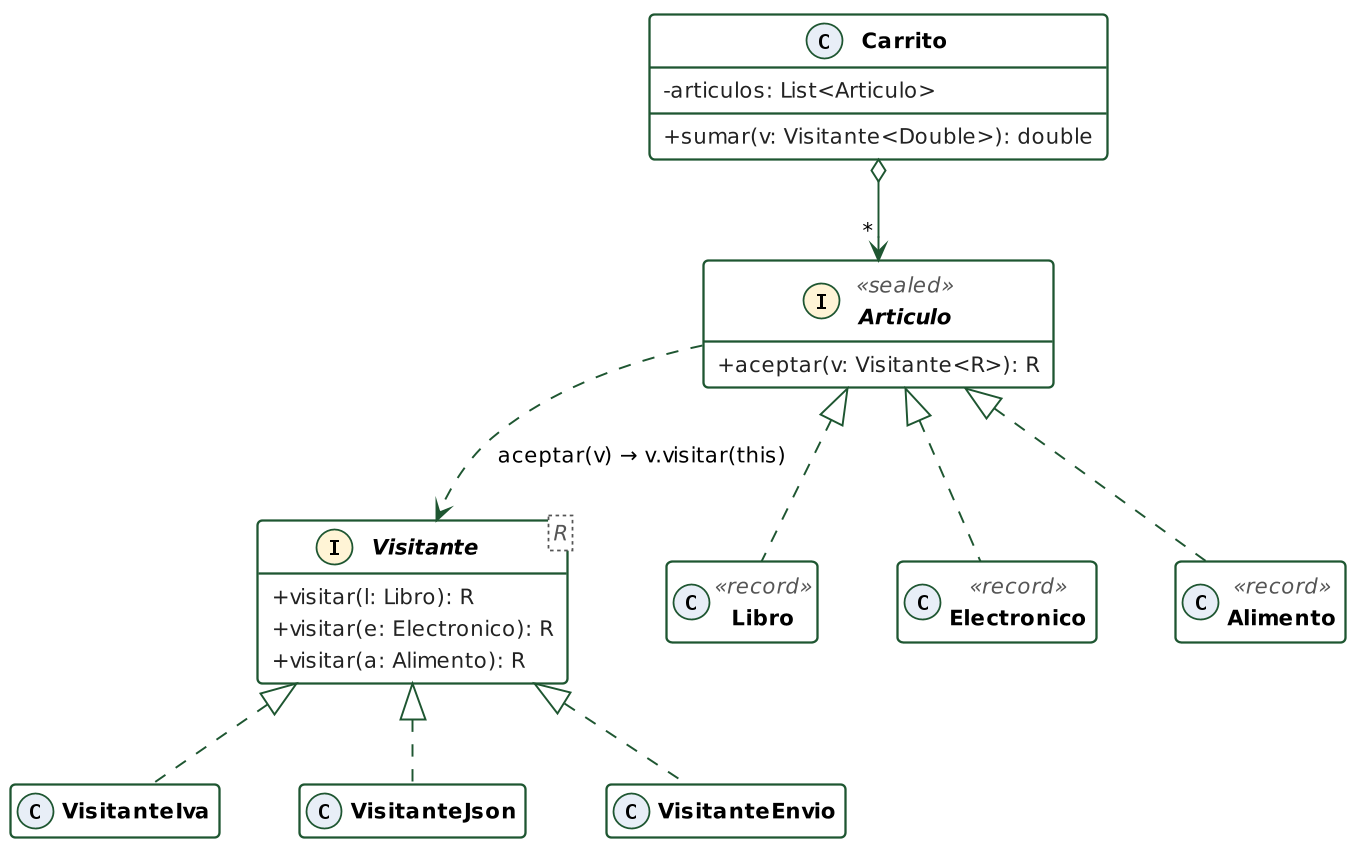 C Carrito
-articulos: List<Articulo>
+sumar(v: Visitante<Double>): double
*
«sealed»
I Articulo
+aceptar(v: Visitante<R>): R
aceptar(v) → v.visitar(this)
R
I Visitante
+visitar(l: Libro): R
+visitar(e: Electronico): R
+visitar(a: Alimento): R
«record»
C Libro
«record»
C Electronico
«record»
C Alimento
C VisitanteIva
C VisitanteJson
C VisitanteEnvio